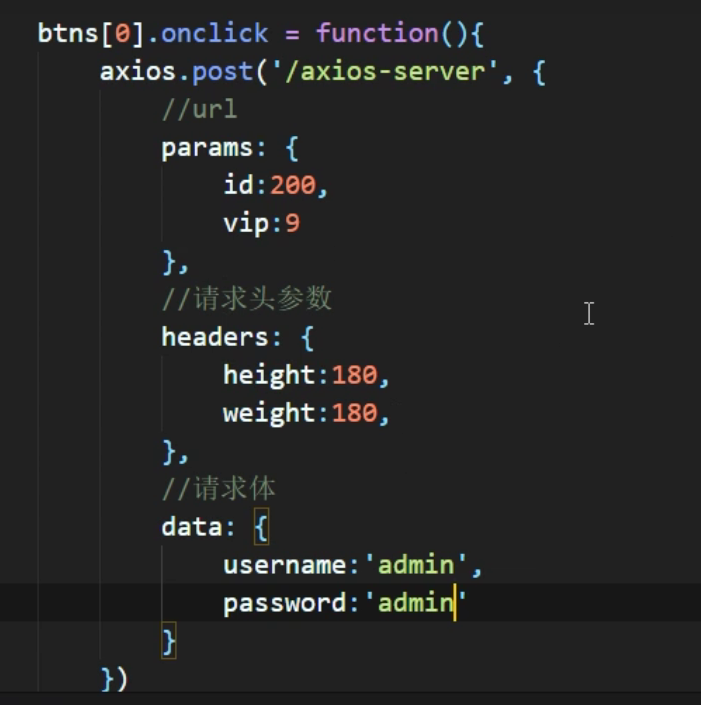 btns[0].onclick = function(){
axios.post('/axios-server', {
//url
params: {
id:200,
vip:9
},
//请求头参数
headers: {
height:180,
weight:180,
},
//请求体
data: {
username:'admin',
password:'admin'
}
})